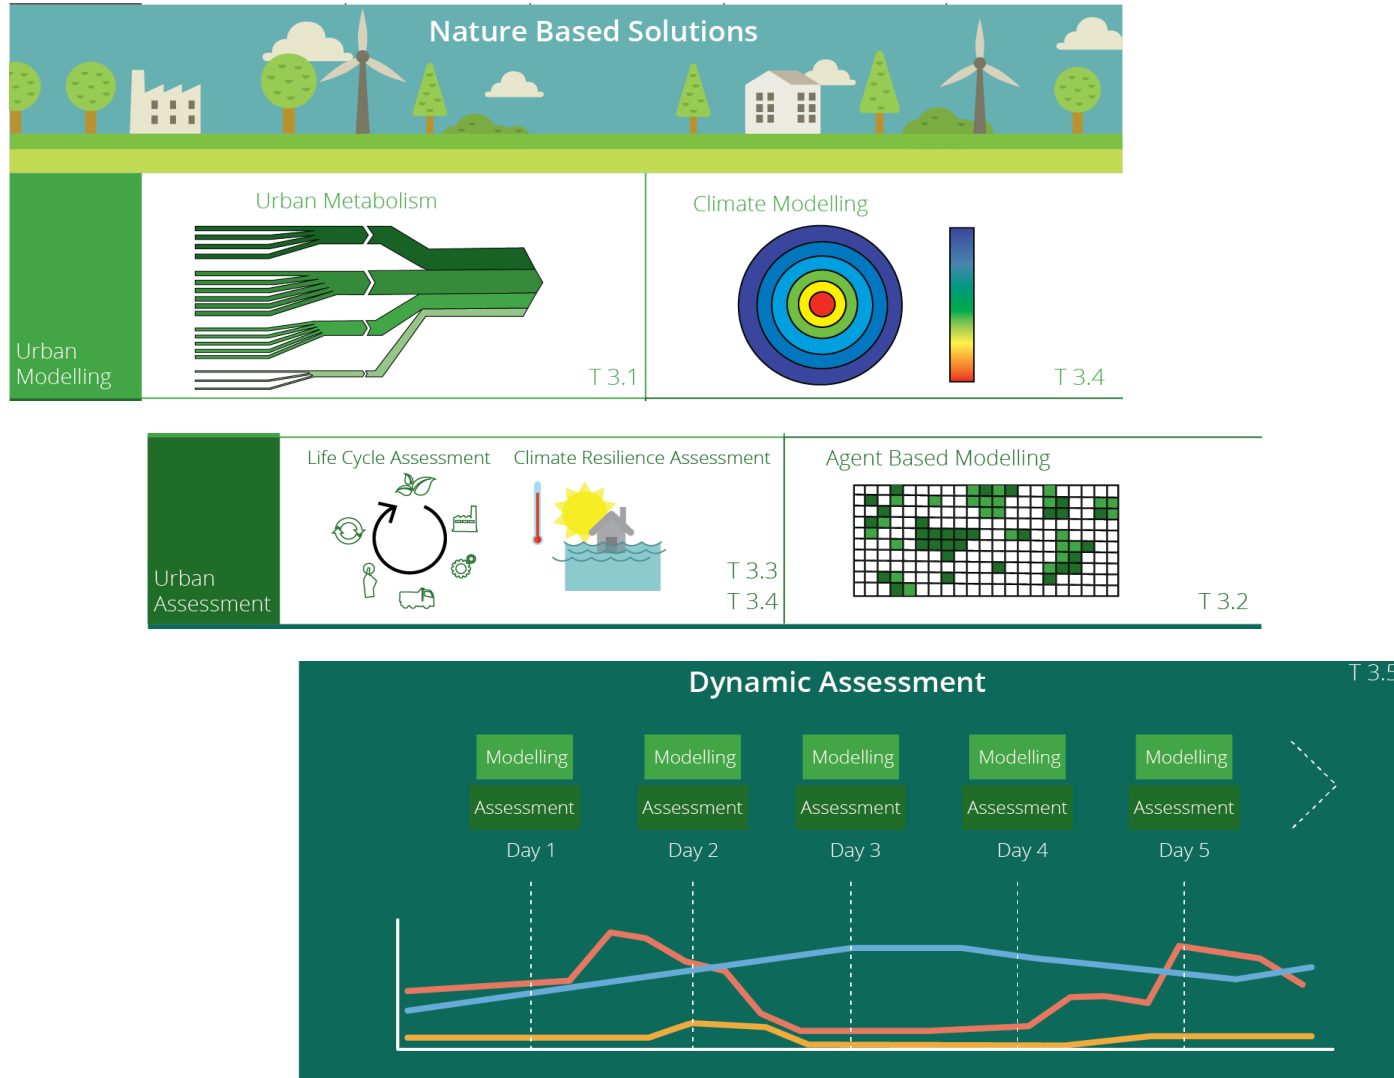 Nature Based Solutions
Urban Metabolism
Climate Modelling
Urban
Modelling
T 3.1
T 3.4
Life Cycle Assessment
Climate Resilience Assessment
Agent Based Modelling
Urban
Assessment
T 3.3
T 3.4
T 3.2
Dynamic Assessment
T 3.5
Modelling
Modelling
Modelling
Modelling
Modelling
Assessment
Assessment
Assessment
Assessment
Assessment
Day 1
Day 2
Day 3
Day 4
Day 5